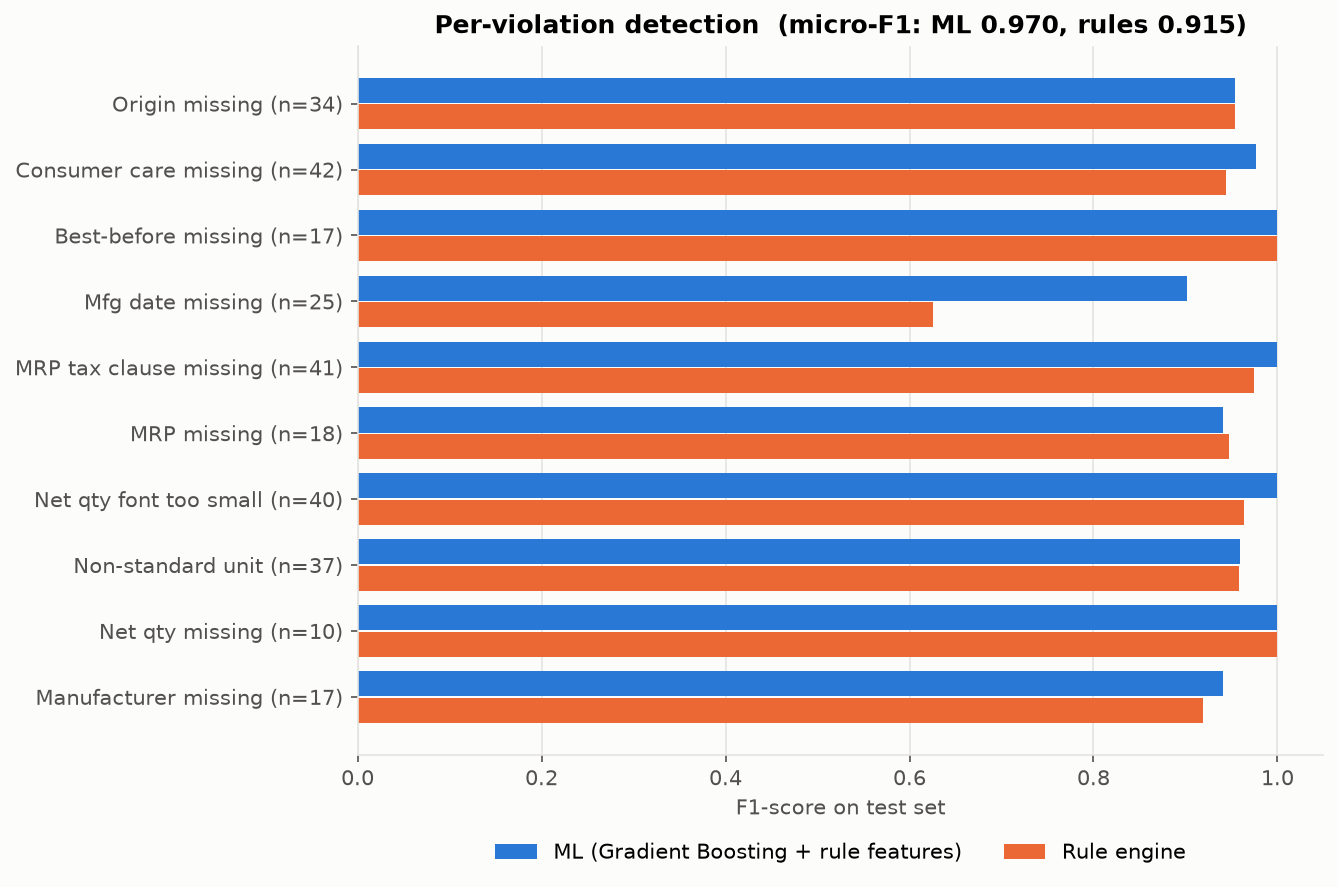 Per-violation detection  (micro-F1: ML 0.970, rules 0.915)
Origin missing (n=34)
Consumer care missing (n=42)
Best-before missing (n=17)
Mfg date missing (n=25)
MRP tax clause missing (n=41)
MRP missing (n=18)
Net qty font too small (n=40)
Non-standard unit (n=37)
Net qty missing (n=10)
Manufacturer missing (n=17)
0.0 0.2 0.4 0.6 0.8 1.0
F1-score on test set
ML (Gradient Boosting + rule features) Rule engine